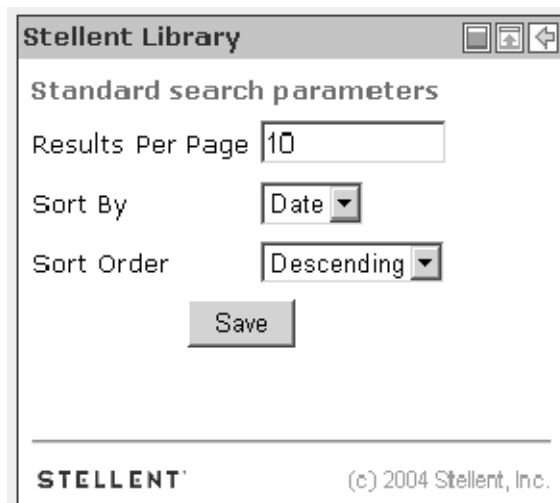 Stellent Library
Standard search parameters
Results Per Page 10
Sort By Date
Sort Order Descending
Save
STELLENT (c) 2004 Stellent, Inc.